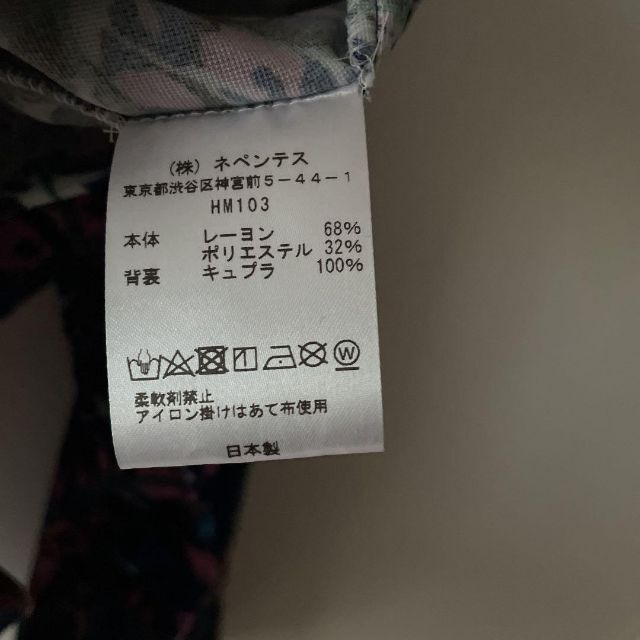 (株) ネペンテス
東京都渋谷区神宮前5-44-1
HM103
本体 レーヨン 68%
ポリエステル 32%
背裏 キュプラ 100%
W
柔軟剤禁止
アイロン掛けはあて布使用
日本製